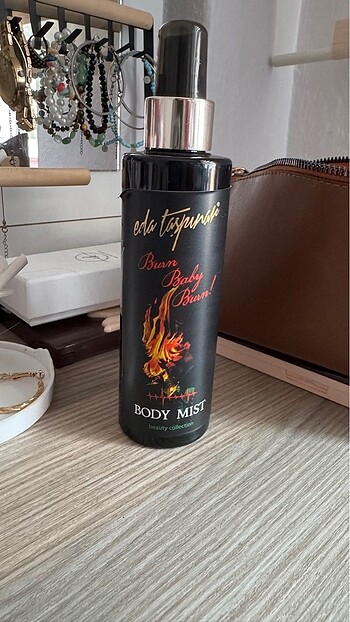 eda taşpınar
Burn
Baby
Burn!
BODY MIST
beauty collection